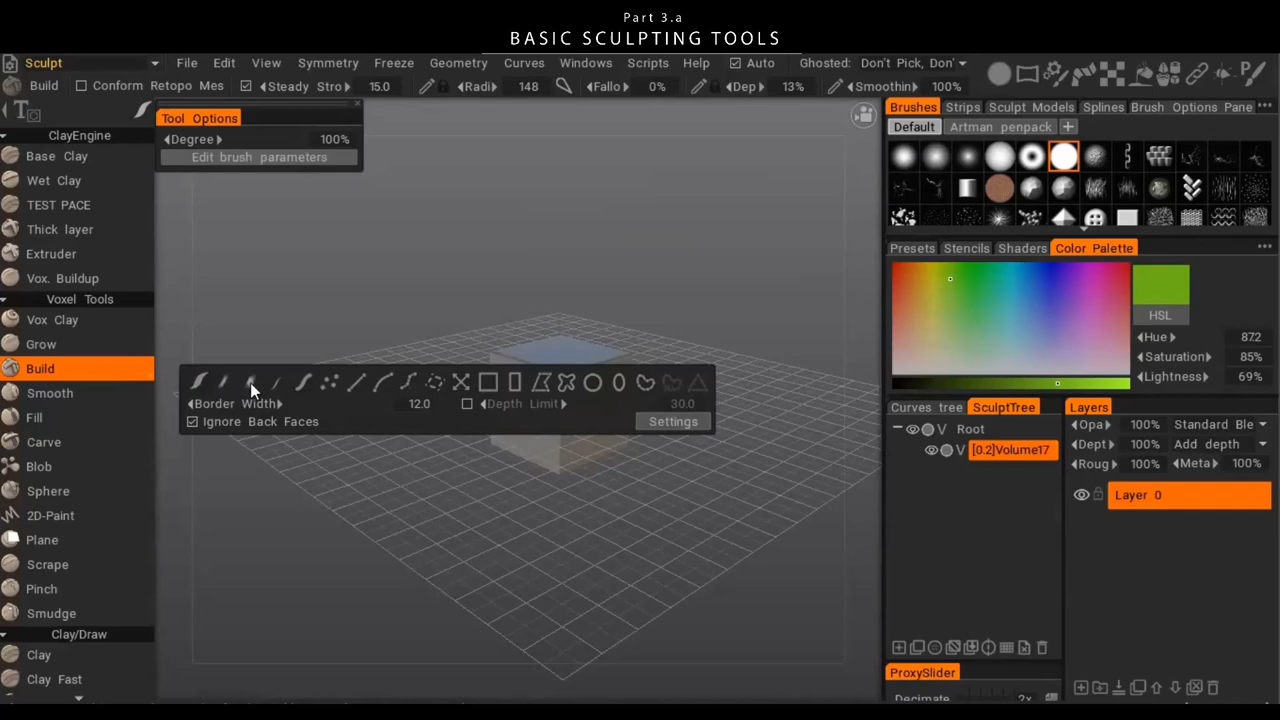 Part 3.a
BASIC SCULPTING TOOLS
Sculpt File Edit View Symmetry Freeze Geometry Curves Windows Scripts Help Auto Ghosted: Don't Pick, Don'
Build Conform Retopo Mes Steady Stro 15.0 Radi 148 Fallo 0% Dep 13% Smoothin 100%
Tool Options
Degree 100%
Edit brush parameters
ClayEngine
Base Clay
Wet Clay
TEST PACE
Thick layer
Extruder
Vox. Buildup
Voxel Tools
Vox Clay
Grow
Build
Smooth
Fill
Carve
Blob
Sphere
2D-Paint
Plane
Scrape
Pinch
Smudge
Clay/Draw
Clay
Clay Fast
Border Width 12.0 Depth Limit 30.0
Ignore Back Faces Settings
Brushes Strips Sculpt Models Splines Brush Options Pane
Default Artman penpack
Presets Stencils Shaders Color Palette
HSL
Hue 87.2
Saturation 85%
Lightness 69%
Curves tree SculptTree
Root
[0.2]Volume17
ProxySlider
Decimate 2x
Layers
Opa 100% Standard Ble
Dept 100% Add depth
Roug 100% Meta 100%
Layer 0